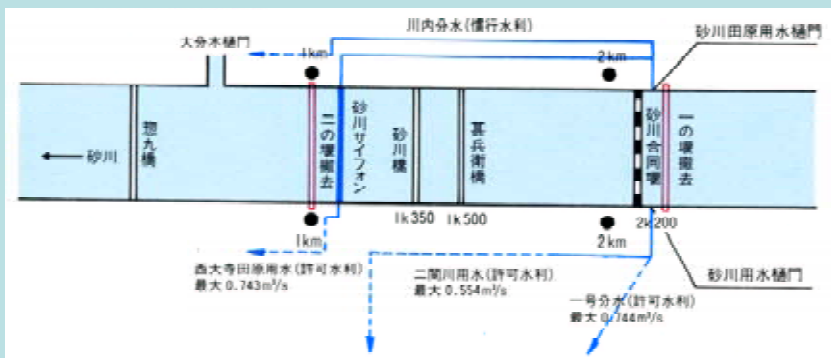 川内分水(慣行水利)
砂川田原用水樋門
大分木樋門
1km
2km
惣九橋
二の堰撤去
砂川サイフォン
砂川橋
甚兵衛橋
砂川合同堰
一の堰撤去
砂川
1k350
1k500
2k200
1km
2km
西大寺田原用水(許可水利)
最大 0.743m³/s
二間川用水(許可水利)
最大 0.554m³/s
一号分水(許可水利)
最大 0.744m³/s
砂川用水樋門